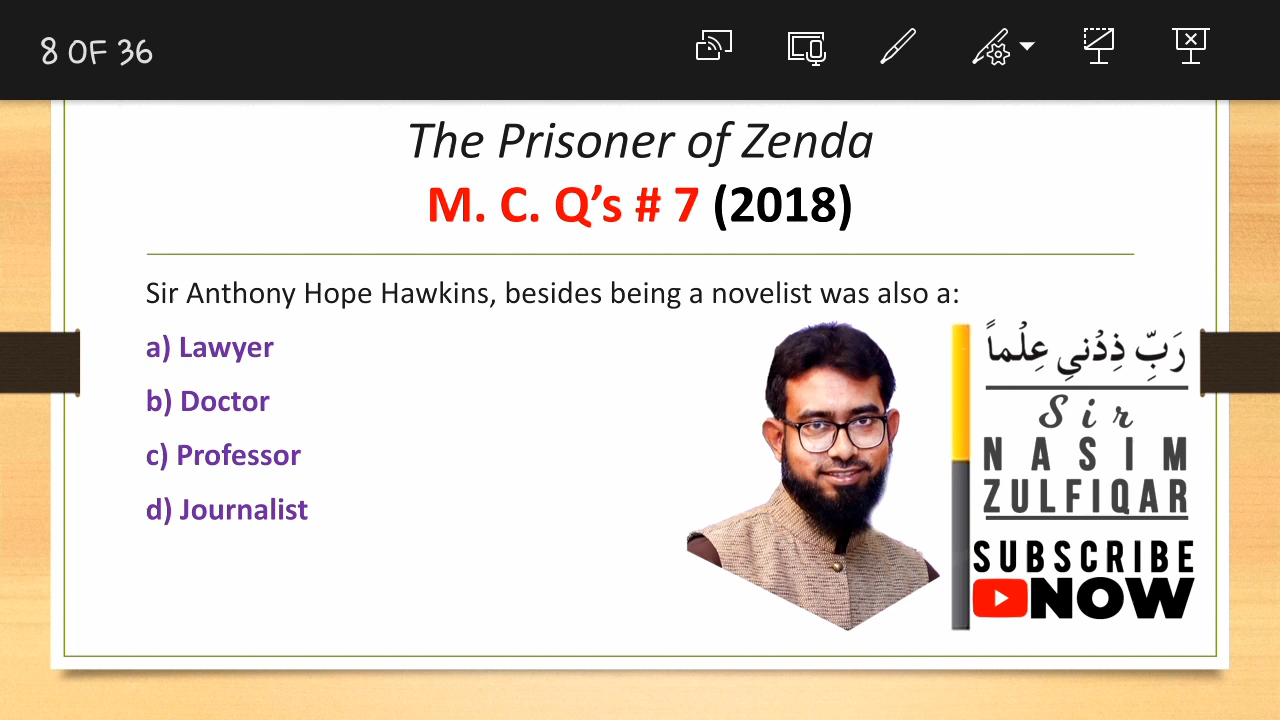 8 OF 36
The Prisoner of Zenda
M. C. Q’s # 7 (2018)
Sir Anthony Hope Hawkins, besides being a novelist was also a:
a) Lawyer
b) Doctor
c) Professor
d) Journalist
رَبِّ ذِدْنيِ عِلْماً
Sir
NASIM
ZULFIQAR
SUBSCRIBE
NOW